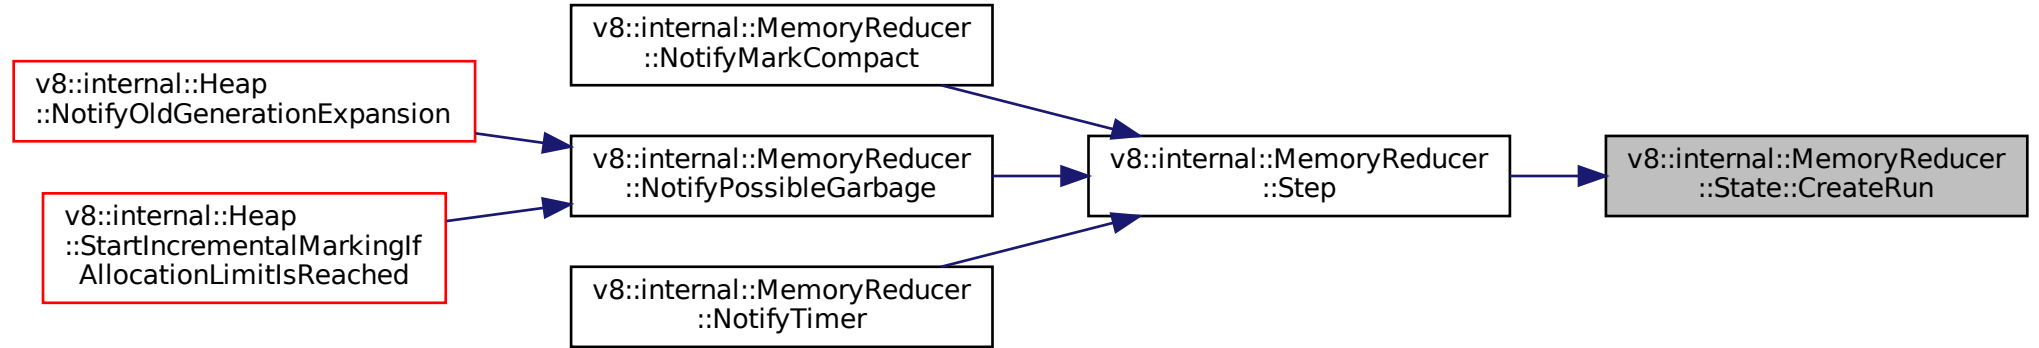 v8::internal::MemoryReducer
::NotifyMarkCompact
v8::internal::Heap
::NotifyOldGenerationExpansion
v8::internal::MemoryReducer
::NotifyPossibleGarbage
v8::internal::MemoryReducer
::Step
v8::internal::MemoryReducer
::State::CreateRun
v8::internal::Heap
::StartIncrementalMarkingIf
AllocationLimitIsReached
v8::internal::MemoryReducer
::NotifyTimer